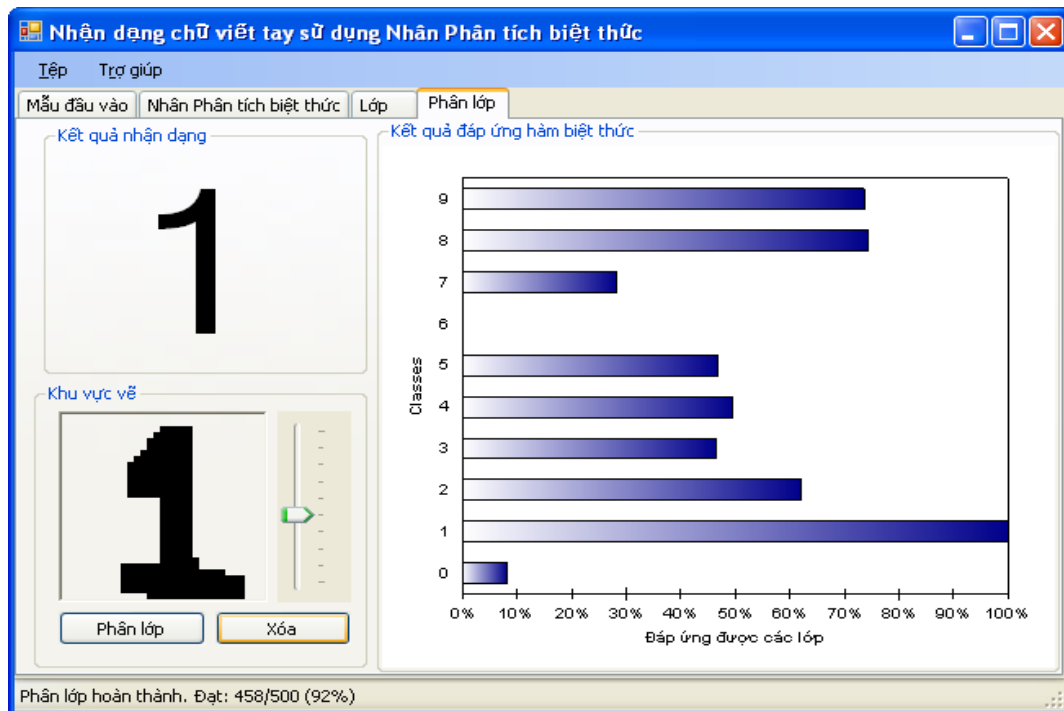 Nhận dạng chữ viết tay sử dụng Nhân Phân tích biệt thức
Tệp Trợ giúp
Mẫu đầu vào Nhân Phân tích biệt thức Lớp Phân lớp
Kết quả nhận dạng
1
Khu vực vẽ
1
Phân lớp Xóa
Kết quả đáp ứng hàm biệt thức
Classes
9
8
7
6
5
4
3
2
1
0
0% 10% 20% 30% 40% 50% 60% 70% 80% 90% 100%
Đáp ứng được các lớp
Phân lớp hoàn thành. Đạt: 458/500 (92%)